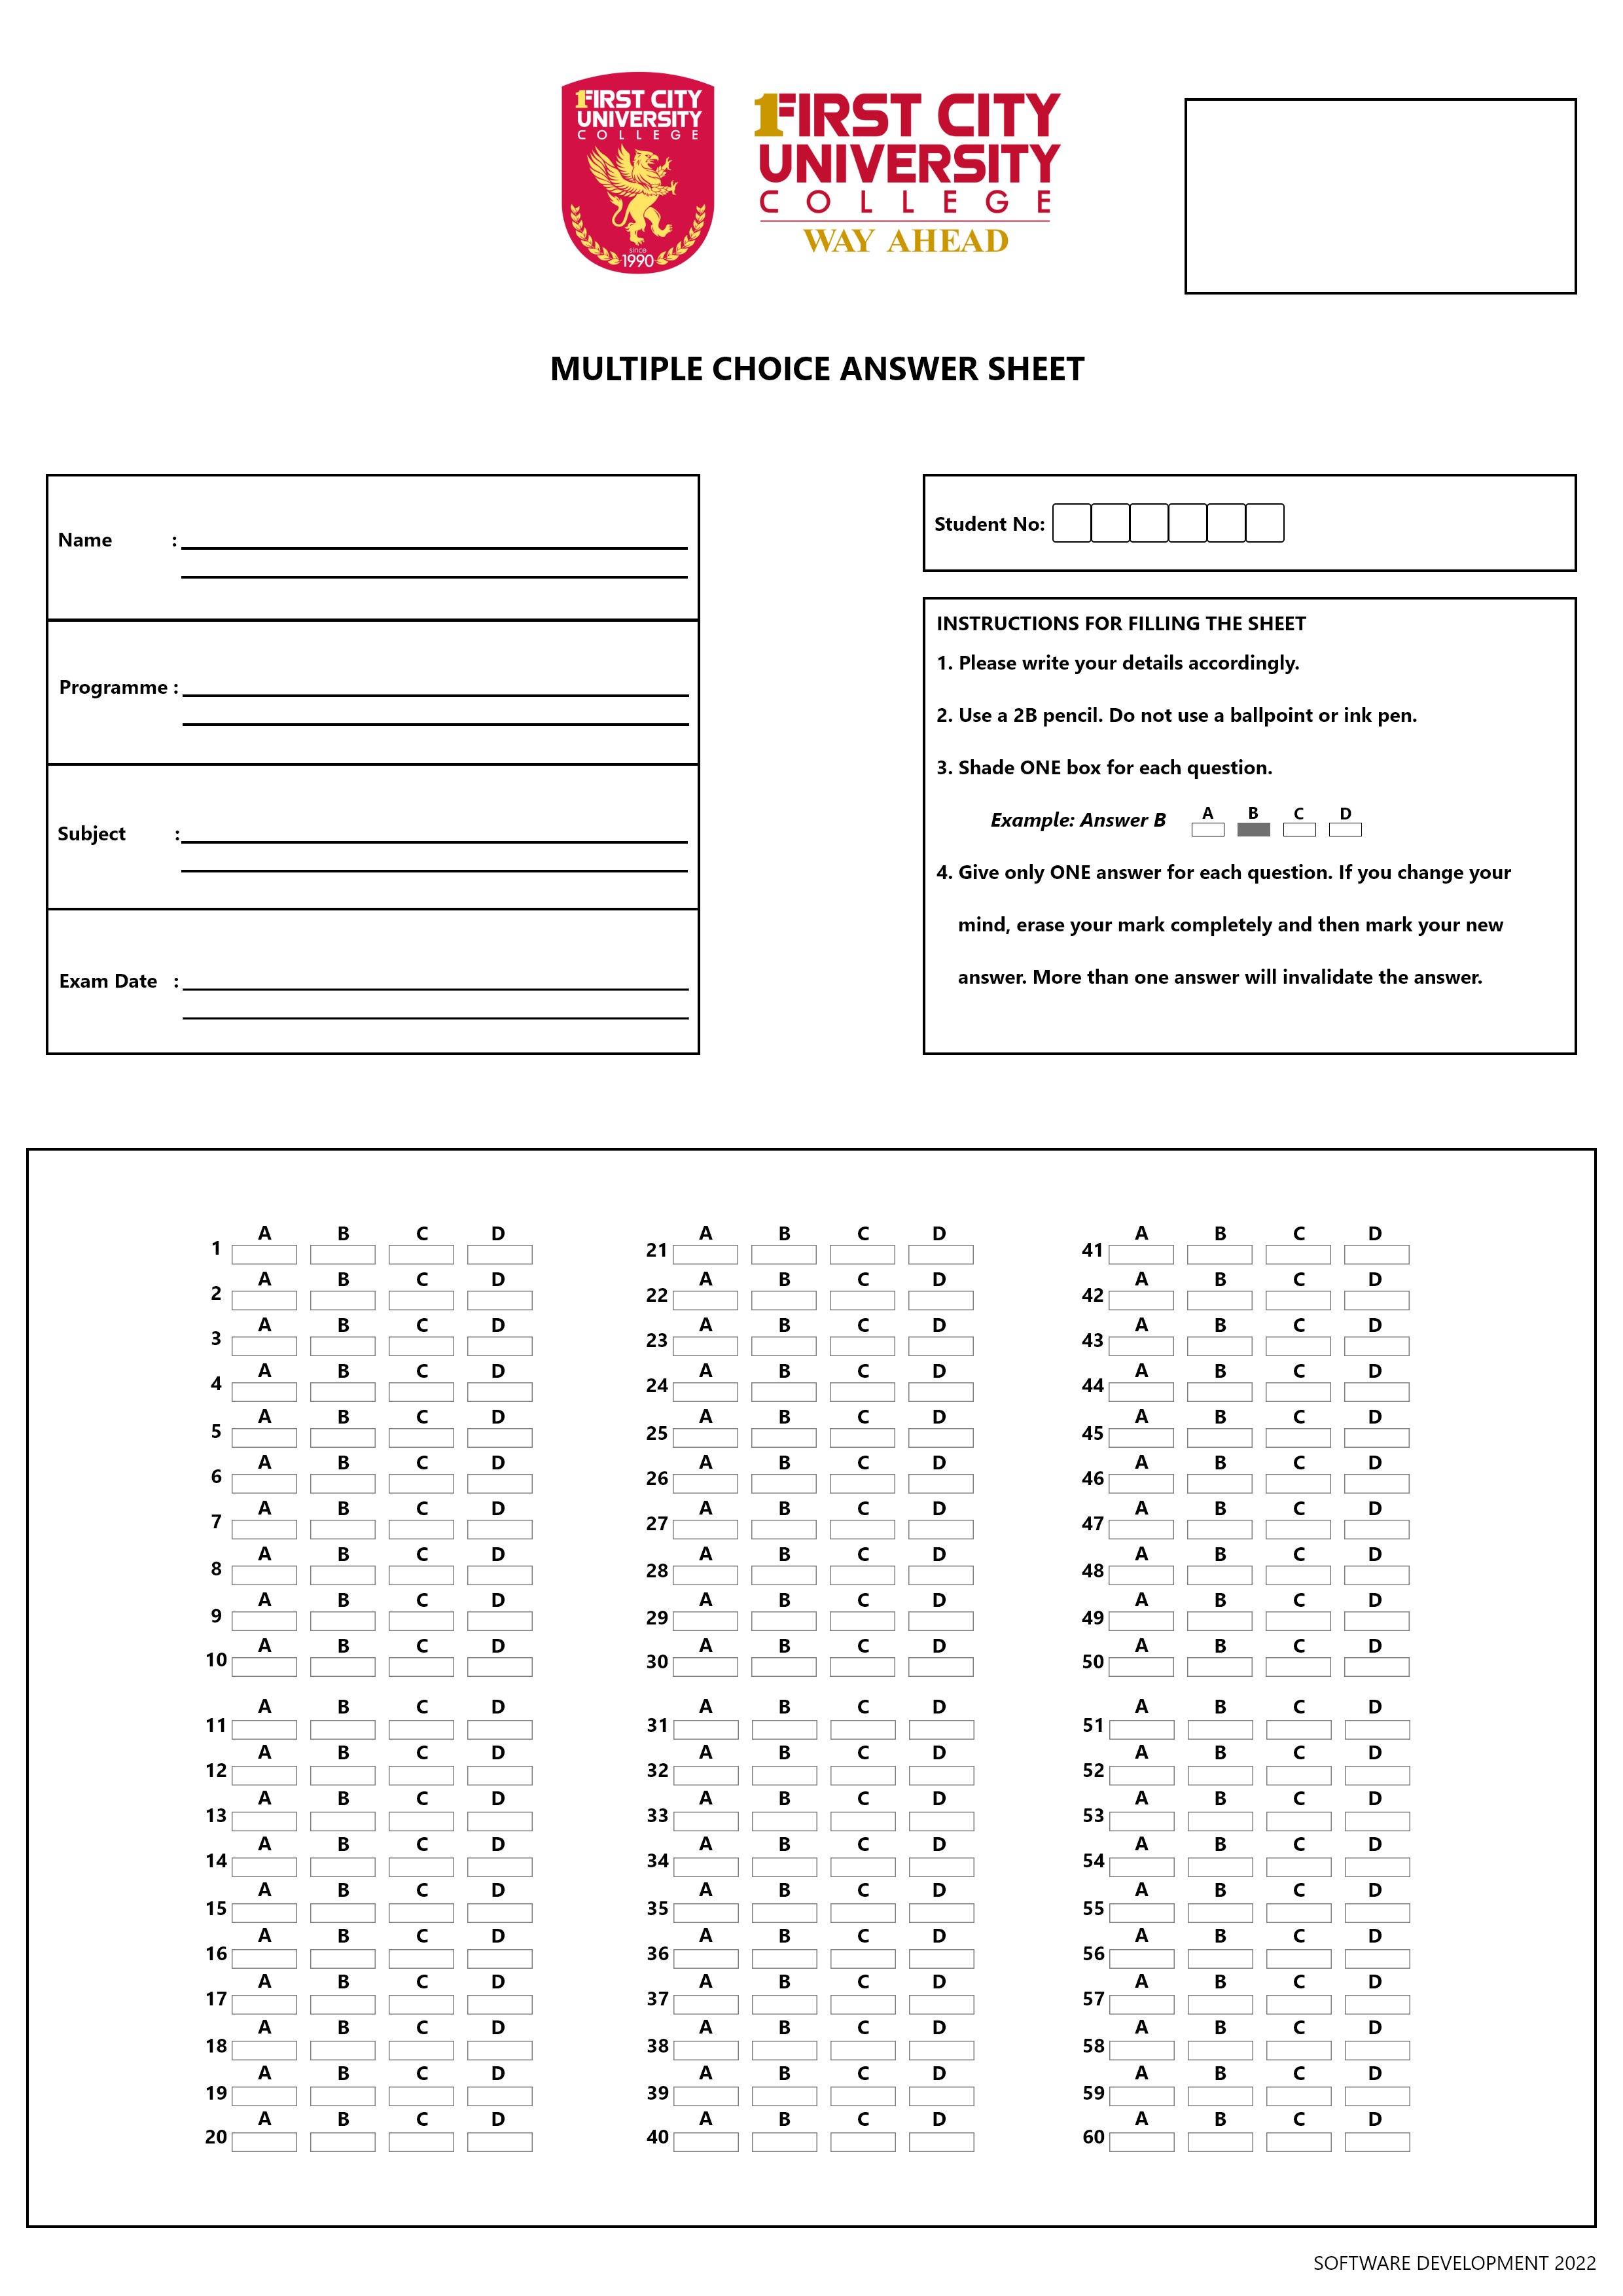 1FIRST CITY
UNIVERSITY
COLLEGE
since
1990
1FIRST CITY
UNIVERSITY
COLLEGE
WAY AHEAD
MULTIPLE CHOICE ANSWER SHEET
Name :
Programme :
Subject :
Exam Date :
Student No:
INSTRUCTIONS FOR FILLING THE SHEET
1. Please write your details accordingly.
2. Use a 2B pencil. Do not use a ballpoint or ink pen.
3. Shade ONE box for each question.
A B C D
Example: Answer B
4. Give only ONE answer for each question. If you change your
mind, erase your mark completely and then mark your new
answer. More than one answer will invalidate the answer.
A B C D A B C D A B C D
1 21 41
A B C D A B C D A B C D
2 22 42
A B C D A B C D A B C D
3 23 43
A B C D A B C D A B C D
4 24 44
A B C D A B C D A B C D
5 25 45
A B C D A B C D A B C D
6 26 46
A B C D A B C D A B C D
7 27 47
A B C D A B C D A B C D
8 28 48
A B C D A B C D A B C D
9 29 49
A B C D A B C D A B C D
10 30 50
A B C D A B C D A B C D
11 31 51
A B C D A B C D A B C D
12 32 52
A B C D A B C D A B C D
13 33 53
A B C D A B C D A B C D
14 34 54
A B C D A B C D A B C D
15 35 55
A B C D A B C D A B C D
16 36 56
A B C D A B C D A B C D
17 37 57
A B C D A B C D A B C D
18 38 58
A B C D A B C D A B C D
19 39 59
A B C D A B C D A B C D
20 40 60
SOFTWARE DEVELOPMENT 2022